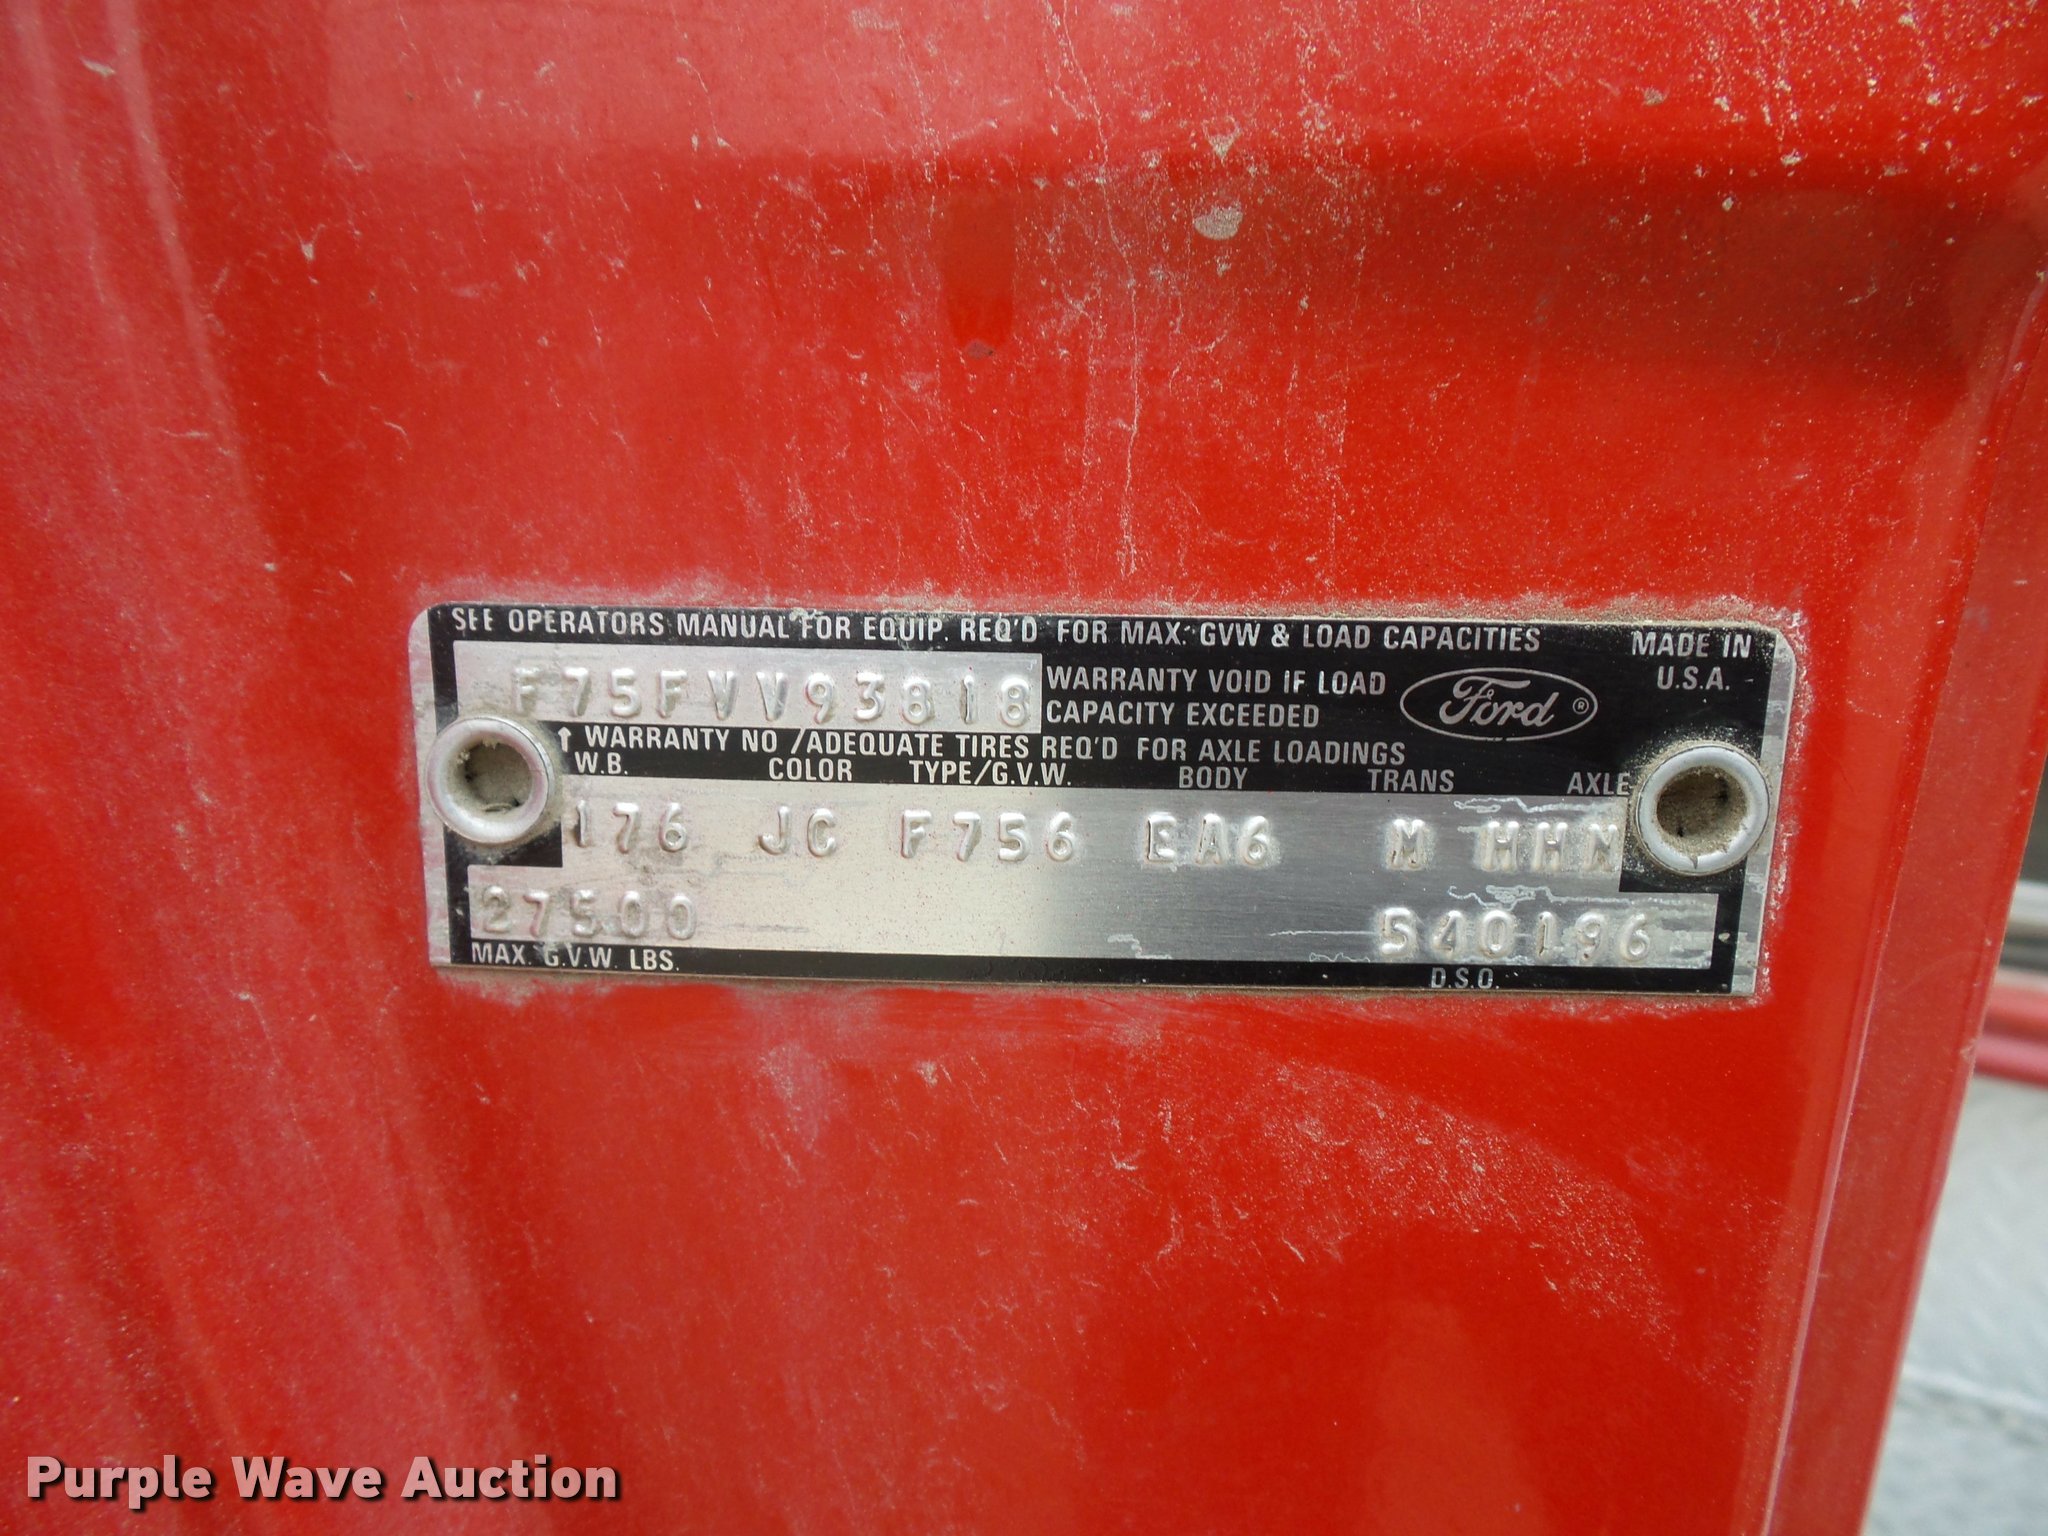 SEE OPERATORS MANUAL FOR EQUIP. REQ'D FOR MAX. GVW & LOAD CAPACITIES
MADE IN
U.S.A.
F75FVV93818
WARRANTY VOID IF LOAD
CAPACITY EXCEEDED
Ford ®
↑ WARRANTY NO /ADEQUATE TIRES REQ'D FOR AXLE LOADINGS
W.B. COLOR TYPE/G.V.W. BODY TRANS AXLE
176 JC F756 EA6 M HHN
27500 540196
MAX. G.V.W. LBS. D.S.O.
Purple Wave Auction